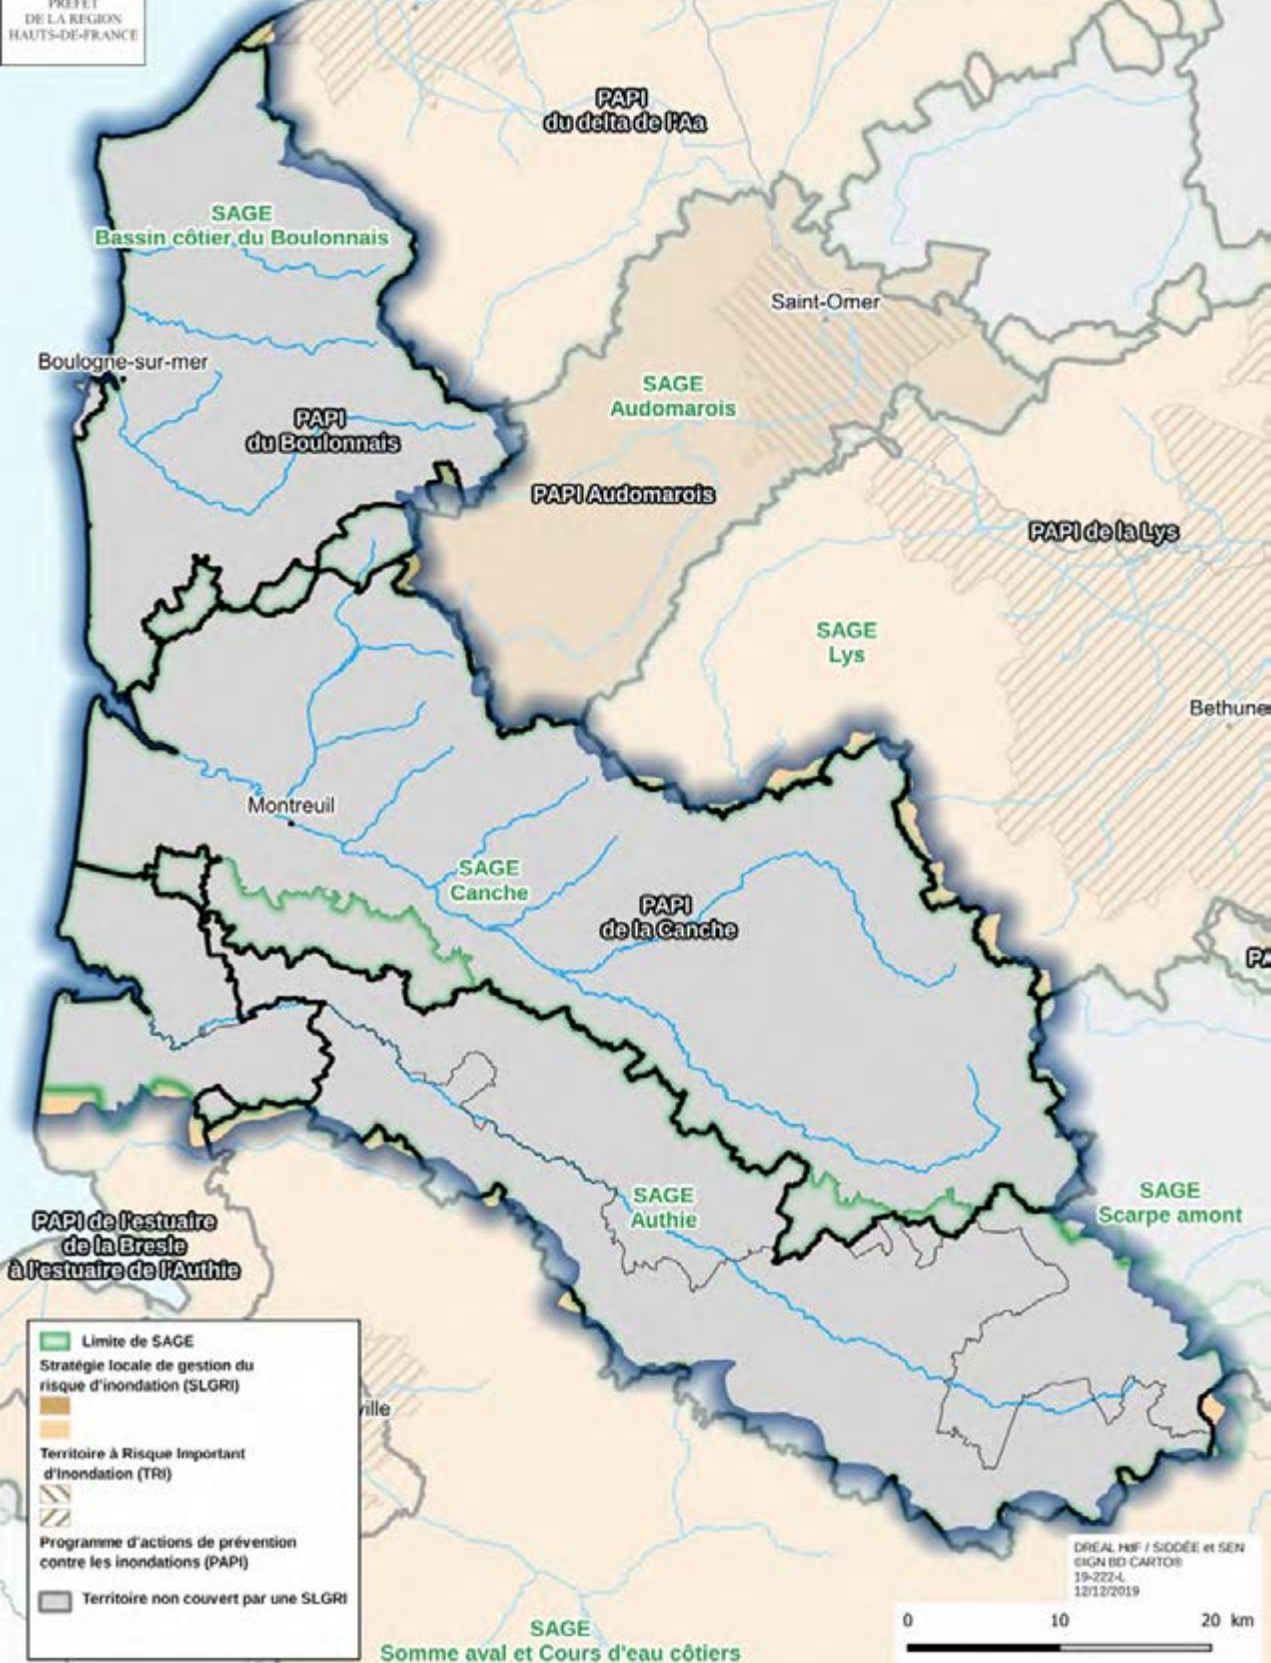 PREFET
DE LA REGION
HAUTS-DE-FRANCE
PAPI
du delta de l'Aa
SAGE
Bassin côtier du Boulonnais
Saint-Omer
Boulogne-sur-mer
SAGE
Audomarois
PAPI
du Boulonnais
PAPI Audomarois
PAPI de la Lys
SAGE
Lys
Bethune
Montreuil
SAGE
Canche
PAPI
de la Canche
PA
SAGE
Authie
SAGE
Scarpe amont
PAPI de l'estuaire
de la Bresle
à l'estuaire de l'Authie
Limite de SAGE
Stratégie locale de gestion du
risque d'inondation (SLGRI)
ville
Territoire à Risque Important
d'Inondation (TRI)
Programme d'actions de prévention
contre les inondations (PAPI)
Territoire non couvert par une SLGRI
DREAL HdF / SIDDÉE et SEN
©IGN BD CARTO®
19-222-L
12/12/2019
0 10 20 km
SAGE
Somme aval et Cours d'eau côtiers